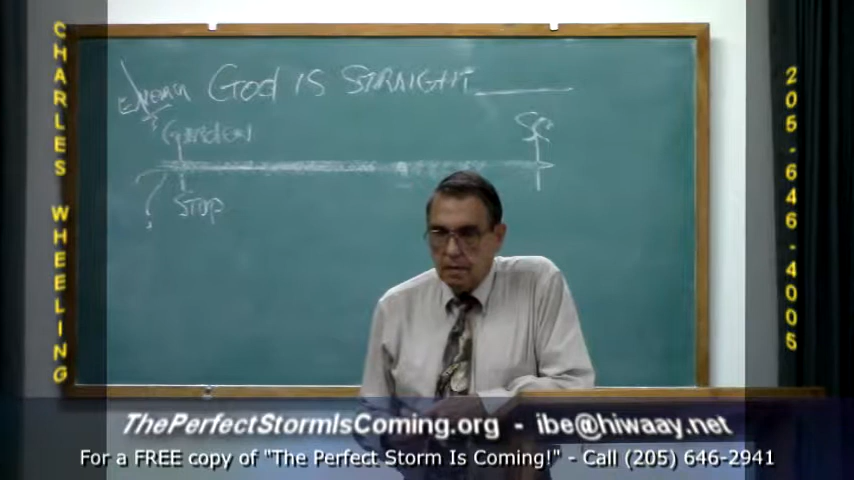 CHARLES WHEELING
GOD IS STRAIGHT
STOP
205-646-4005
ThePerfectStormIsComing.org - ibe@hiwaay.net
For a FREE copy of "The Perfect Storm Is Coming!" - Call (205) 646-2941